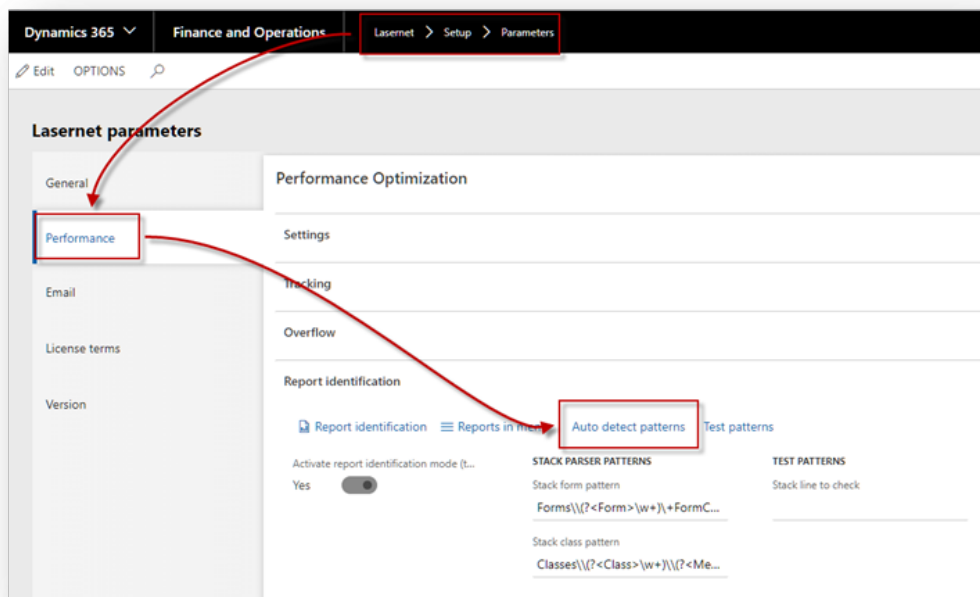 Dynamics 365 Finance and Operations Lasernet > Setup > Parameters
Edit OPTIONS
Lasernet parameters
General
Performance
Email
License terms
Version
Performance Optimization
Settings
Tracking
Overflow
Report identification
Report identification Reports in mem Auto detect patterns Test patterns
Activate report identification mode (t...
Yes
STACK PARSER PATTERNS
Stack form pattern
Forms\\(?<Form>\w+)\+FormC...
Stack class pattern
Classes\\(?<Class>\w+)\\(?<Me...
TEST PATTERNS
Stack line to check